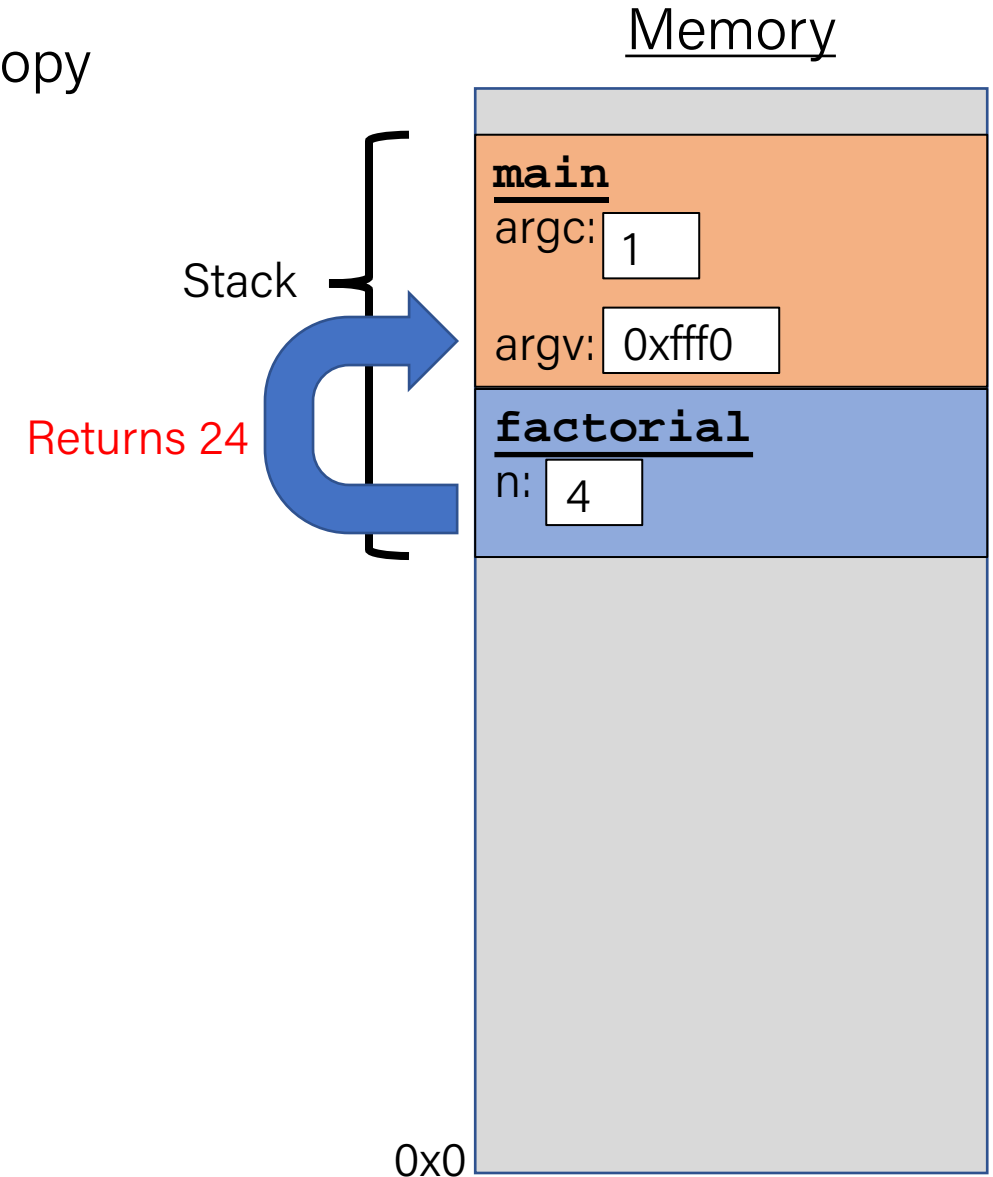 Memory
opy
main
argc: 1
Stack
argv: 0xfff0
Returns 24
factorial
n: 4
0x0